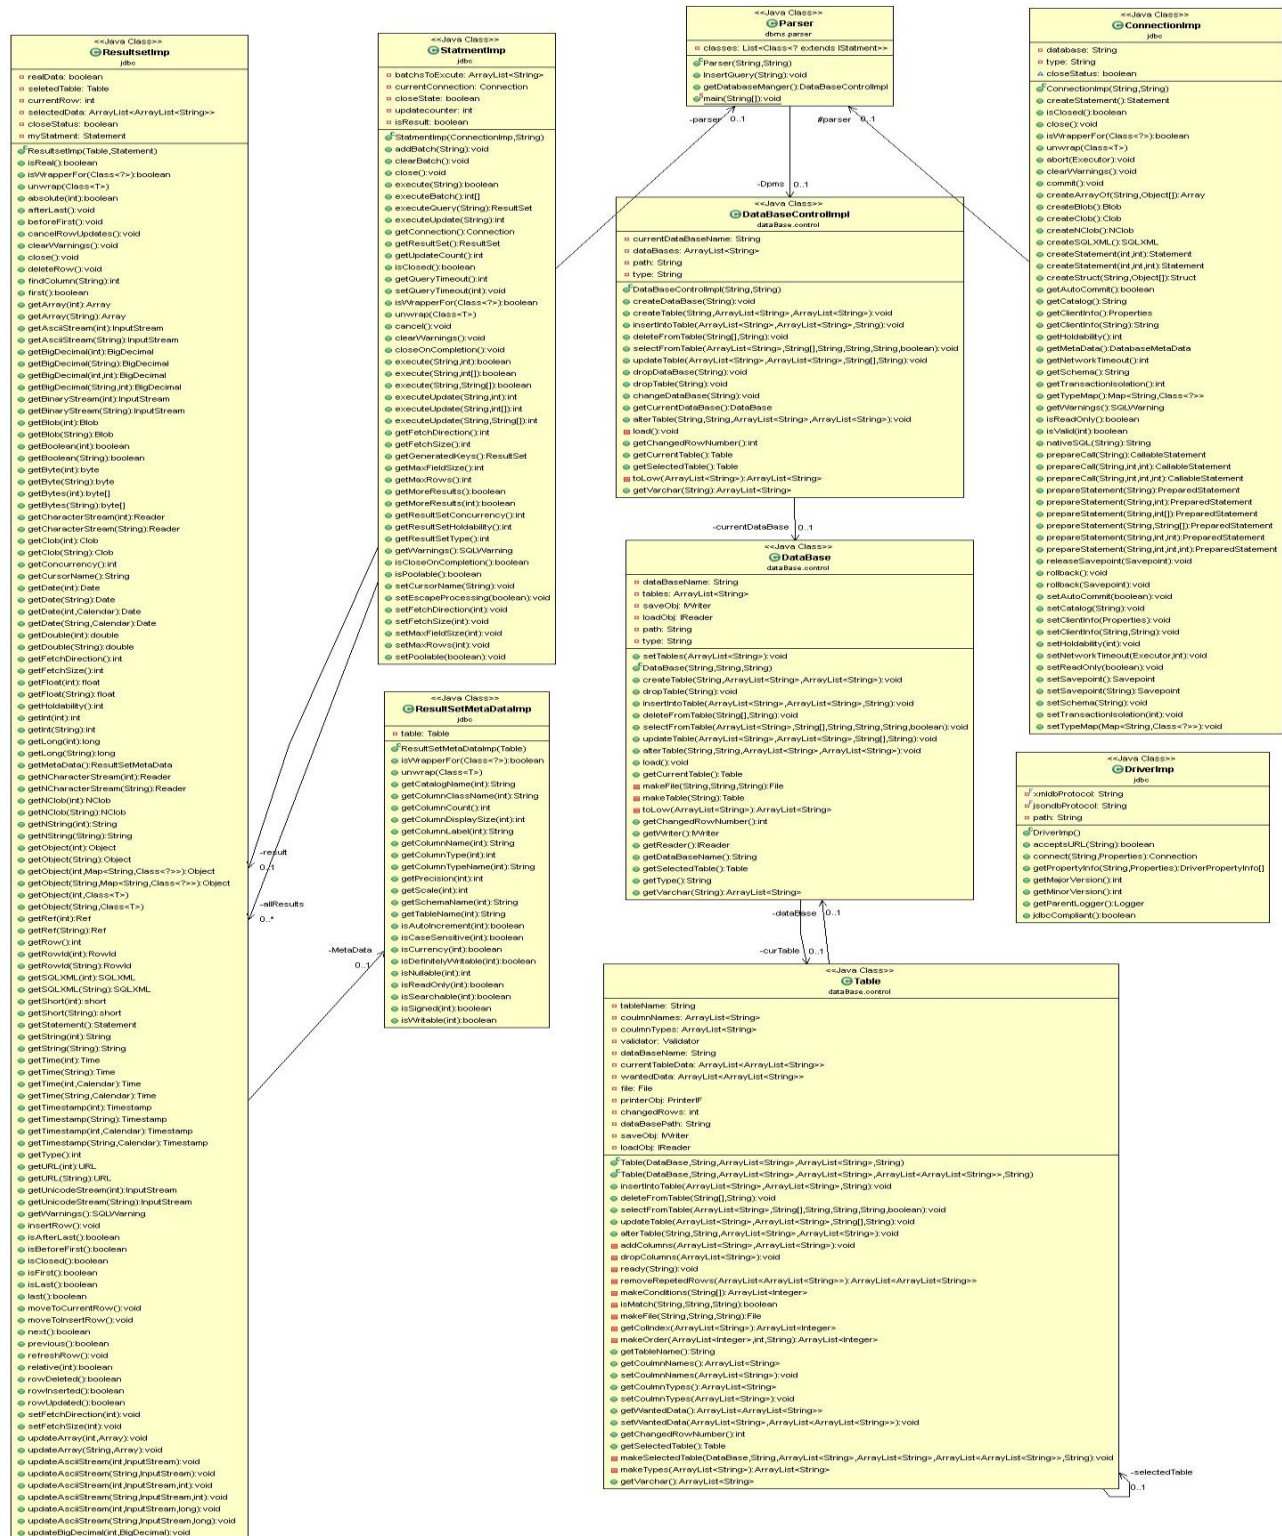 <<Java Class>>
ResultsetImp
jdbc
realData: boolean
seletedTable: Table
currentRow: int
selectedData: ArrayList<ArrayList<String>>
closeStatus: boolean
myStatment: Statement
ResultsetImp(Table,Statement)
isReal():boolean
isWrapperFor(Class<?>):boolean
unwrap(Class<T>)
absolute(int):boolean
afterLast():void
beforeFirst():void
cancelRowUpdates():void
clearWarnings():void
close():void
deleteRow():void
findColumn(String):int
first():boolean
getArray(int):Array
getArray(String):Array
getAsciiStream(int):InputStream
getAsciiStream(String):InputStream
getBigDecimal(int):BigDecimal
getBigDecimal(String):BigDecimal
getBigDecimal(int,int):BigDecimal
getBigDecimal(String,int):BigDecimal
getBinaryStream(int):InputStream
getBinaryStream(String):InputStream
getBlob(int):Blob
getBlob(String):Blob
getBoolean(int):boolean
getBoolean(String):boolean
getByte(int):byte
getByte(String):byte
getBytes(int):byte[]
getBytes(String):byte[]
getCharacterStream(int):Reader
getCharacterStream(String):Reader
getClob(int):Clob
getClob(String):Clob
getConcurrency():int
getCursorName():String
getDate(int):Date
getDate(String):Date
getDate(int,Calendar):Date
getDate(String,Calendar):Date
getDouble(int):double
getDouble(String):double
getFetchDirection():int
getFetchSize():int
getFloat(int):float
getFloat(String):float
getHoldability():int
getInt(int):int
getInt(String):int
getLong(int):long
getLong(String):long
getMetaData():ResultSetMetaData
getNCharacterStream(int):Reader
getNCharacterStream(String):Reader
getNClob(int):NClob
getNClob(String):NClob
getNString(int):String
getNString(String):String
getObject(int):Object
getObject(String):Object
getObject(int,Map<String,Class<?>>):Object
getObject(String,Map<String,Class<?>>):Object
getObject(int,Class<T>)
getObject(String,Class<T>)
getRef(int):Ref
getRef(String):Ref
getRow():int
getRowId(int):RowId
getRowId(String):RowId
getSQLXML(int):SQLXML
getSQLXML(String):SQLXML
getShort(int):short
getShort(String):short
getStatement():Statement
getString(int):String
getString(String):String
getTime(int):Time
getTime(String):Time
getTime(int,Calendar):Time
getTime(String,Calendar):Time
getTimestamp(int):Timestamp
getTimestamp(String):Timestamp
getTimestamp(int,Calendar):Timestamp
getTimestamp(String,Calendar):Timestamp
getType():int
getURL(int):URL
getURL(String):URL
getUnicodeStream(int):InputStream
getUnicodeStream(String):InputStream
getWarnings():SQLWarning
insertRow():void
isAfterLast():boolean
isBeforeFirst():boolean
isClosed():boolean
isFirst():boolean
isLast():boolean
last():boolean
moveToCurrentRow():void
moveToInsertRow():void
next():boolean
previous():boolean
refreshRow():void
relative(int):boolean
rowDeleted():boolean
rowInserted():boolean
rowUpdated():boolean
setFetchDirection(int):void
setFetchSize(int):void
updateArray(int,Array):void
updateArray(String,Array):void
updateAsciiStream(int,InputStream):void
updateAsciiStream(String,InputStream):void
updateAsciiStream(int,InputStream,int):void
updateAsciiStream(String,InputStream,int):void
updateAsciiStream(int,InputStream,long):void
updateAsciiStream(String,InputStream,long):void
updateBigDecimal(int,BigDecimal):void
<<Java Class>>
StatmentImp
jdbc
batchsToExcute: ArrayList<String>
currentConnection: Connection
closeState: boolean
updatecounter: int
isResult: boolean
StatmentImp(ConnectionImp,String)
addBatch(String):void
clearBatch():void
close():void
execute(String):boolean
executeBatch():int[]
executeQuery(String):ResultSet
executeUpdate(String):int
getConnection():Connection
getResultSet():ResultSet
getUpdateCount():int
isClosed():boolean
getQueryTimeout():int
setQueryTimeout(int):void
isWrapperFor(Class<?>):boolean
unwrap(Class<T>)
cancel():void
clearWarnings():void
closeOnCompletion():void
execute(String,int):boolean
execute(String,int[]):boolean
execute(String,String[]):boolean
executeUpdate(String,int):int
executeUpdate(String,int[]):int
executeUpdate(String,String[]):int
getFetchDirection():int
getFetchSize():int
getGeneratedKeys():ResultSet
getMaxFieldSize():int
getMaxRows():int
getMoreResults():boolean
getMoreResults(int):boolean
getResultSetConcurrency():int
getResultSetHoldability():int
getResultSetType():int
getWarnings():SQLWarning
isCloseOnCompletion():boolean
isPoolable():boolean
setCursorName(String):void
setEscapeProcessing(boolean):void
setFetchDirection(int):void
setFetchSize(int):void
setMaxFieldSize(int):void
setMaxRows(int):void
setPoolable(boolean):void
-result
0..1
-allResults
0..*
-MetaData
0..1
<<Java Class>>
ResultSetMetaDataImp
jdbc
table: Table
ResultSetMetaDataImp(Table)
isWrapperFor(Class<?>):boolean
unwrap(Class<T>)
getCatalogName(int):String
getColumnClassName(int):String
getColumnCount():int
getColumnDisplaySize(int):int
getColumnLabel(int):String
getColumnName(int):String
getColumnType(int):int
getColumnTypeName(int):String
getPrecision(int):int
getScale(int):int
getSchemaName(int):String
getTableName(int):String
isAutoIncrement(int):boolean
isCaseSensitive(int):boolean
isCurrency(int):boolean
isDefinitelyWritable(int):boolean
isNullable(int):int
isReadOnly(int):boolean
isSearchable(int):boolean
isSigned(int):boolean
isWritable(int):boolean
<<Java Class>>
Parser
dbms.parser
classes: List<Class<? extends IStatment>>
Parser(String,String)
InsertQuery(String):void
getDatabaseManger():DataBaseControlImpl
main(String[]):void
-parser 0..1
#parser 0..1
-Dpms 0..1
<<Java Class>>
DataBaseControlImpl
dataBase.control
currentDataBaseName: String
dataBases: ArrayList<String>
path: String
type: String
DataBaseControlImpl(String,String)
createDataBase(String):void
createTable(String,ArrayList<String>,ArrayList<String>):void
insertIntoTable(ArrayList<String>,ArrayList<String>,String):void
deleteFromTable(String[],String):void
selectFromTable(ArrayList<String>,String[],String,String,String,boolean):void
updateTable(ArrayList<String>,ArrayList<String>,String[],String):void
dropDataBase(String):void
dropTable(String):void
changeDataBase(String):void
getCurrentDataBase():DataBase
alterTable(String,String,ArrayList<String>,ArrayList<String>):void
load():void
getChangedRowNumber():int
getCurrentTable():Table
getSelectedTable():Table
toLow(ArrayList<String>):ArrayList<String>
getVarchar(String):ArrayList<String>
-currentDataBase 0..1
<<Java Class>>
DataBase
dataBase.control
dataBaseName: String
tables: ArrayList<String>
saveObj: IWriter
loadObj: IReader
path: String
type: String
setTables(ArrayList<String>):void
DataBase(String,String,String)
createTable(String,ArrayList<String>,ArrayList<String>):void
dropTable(String):void
insertIntoTable(ArrayList<String>,ArrayList<String>,String):void
deleteFromTable(String[],String):void
selectFromTable(ArrayList<String>,String[],String,String,String,boolean):void
updateTable(ArrayList<String>,ArrayList<String>,String[],String):void
alterTable(String,String,ArrayList<String>,ArrayList<String>):void
load():void
getCurrentTable():Table
makeFile(String,String,String):File
makeTable(String):Table
toLow(ArrayList<String>):ArrayList<String>
getChangedRowNumber():int
getWriter():IWriter
getReader():IReader
getDataBaseName():String
getSelectedTable():Table
getType():String
getVarchar(String):ArrayList<String>
-dataBase 0..1
-curTable 0..1
<<Java Class>>
Table
dataBase.control
tableName: String
coulmnNames: ArrayList<String>
coulmnTypes: ArrayList<String>
validator: Validator
dataBaseName: String
currentTableData: ArrayList<ArrayList<String>>
wantedData: ArrayList<ArrayList<String>>
file: File
printerObj: PrinterIF
changedRows: int
dataBasePath: String
saveObj: IWriter
loadObj: IReader
Table(DataBase,String,ArrayList<String>,ArrayList<String>,String)
Table(DataBase,String,ArrayList<String>,ArrayList<String>,ArrayList<ArrayList<String>>,String)
insertIntoTable(ArrayList<String>,ArrayList<String>,String):void
deleteFromTable(String[],String):void
selectFromTable(ArrayList<String>,String[],String,String,String,boolean):void
updateTable(ArrayList<String>,ArrayList<String>,String[],String):void
alterTable(String,String,ArrayList<String>,ArrayList<String>):void
addColumns(ArrayList<String>,ArrayList<String>):void
dropColumns(ArrayList<String>):void
ready(String):void
removeRepetedRows(ArrayList<ArrayList<String>>):ArrayList<ArrayList<String>>
makeConditions(String[]):ArrayList<Integer>
isMatch(String,String,String):boolean
makeFile(String,String,String):File
getColIndex(ArrayList<String>):ArrayList<Integer>
makeOrder(ArrayList<Integer>,int,String):ArrayList<Integer>
getTableName():String
getCoulmnNames():ArrayList<String>
setCoulmnNames(ArrayList<String>):void
getCoulmnTypes():ArrayList<String>
setCoulmnTypes(ArrayList<String>):void
getWantedData():ArrayList<ArrayList<String>>
setWantedData(ArrayList<String>,ArrayList<ArrayList<String>>):void
getChangedRowNumber():int
getSelectedTable():Table
makeSelectedTable(DataBase,String,ArrayList<String>,ArrayList<String>,ArrayList<ArrayList<String>>,String):void
makeTypes(ArrayList<String>):ArrayList<String>
getVarchar():ArrayList<String>
-selectedTable
0..1
<<Java Class>>
ConnectionImp
jdbc
database: String
type: String
closeStatus: boolean
ConnectionImp(String,String)
createStatement():Statement
isClosed():boolean
close():void
isWrapperFor(Class<?>):boolean
unwrap(Class<T>)
abort(Executor):void
clearWarnings():void
commit():void
createArrayOf(String,Object[]):Array
createBlob():Blob
createClob():Clob
createNClob():NClob
createSQLXML():SQLXML
createStatement(int,int):Statement
createStatement(int,int,int):Statement
createStruct(String,Object[]):Struct
getAutoCommit():boolean
getCatalog():String
getClientInfo():Properties
getClientInfo(String):String
getHoldability():int
getMetaData():DatabaseMetaData
getNetworkTimeout():int
getSchema():String
getTransactionIsolation():int
getTypeMap():Map<String,Class<?>>
getWarnings():SQLWarning
isReadOnly():boolean
isValid(int):boolean
nativeSQL(String):String
prepareCall(String):CallableStatement
prepareCall(String,int,int):CallableStatement
prepareCall(String,int,int,int):CallableStatement
prepareStatement(String):PreparedStatement
prepareStatement(String,int):PreparedStatement
prepareStatement(String,int[]):PreparedStatement
prepareStatement(String,String[]):PreparedStatement
prepareStatement(String,int,int):PreparedStatement
prepareStatement(String,int,int,int):PreparedStatement
releaseSavepoint(Savepoint):void
rollback():void
rollback(Savepoint):void
setAutoCommit(boolean):void
setCatalog(String):void
setClientInfo(Properties):void
setClientInfo(String,String):void
setHoldability(int):void
setNetworkTimeout(Executor,int):void
setReadOnly(boolean):void
setSavepoint():Savepoint
setSavepoint(String):Savepoint
setSchema(String):void
setTransactionIsolation(int):void
setTypeMap(Map<String,Class<?>>):void
<<Java Class>>
DriverImp
jdbc
xmldbProtocol: String
jsondbProtocol: String
path: String
DriverImp()
acceptsURL(String):boolean
connect(String,Properties):Connection
getPropertyInfo(String,Properties):DriverPropertyInfo[]
getMajorVersion():int
getMinorVersion():int
getParentLogger():Logger
jdbcCompliant():boolean